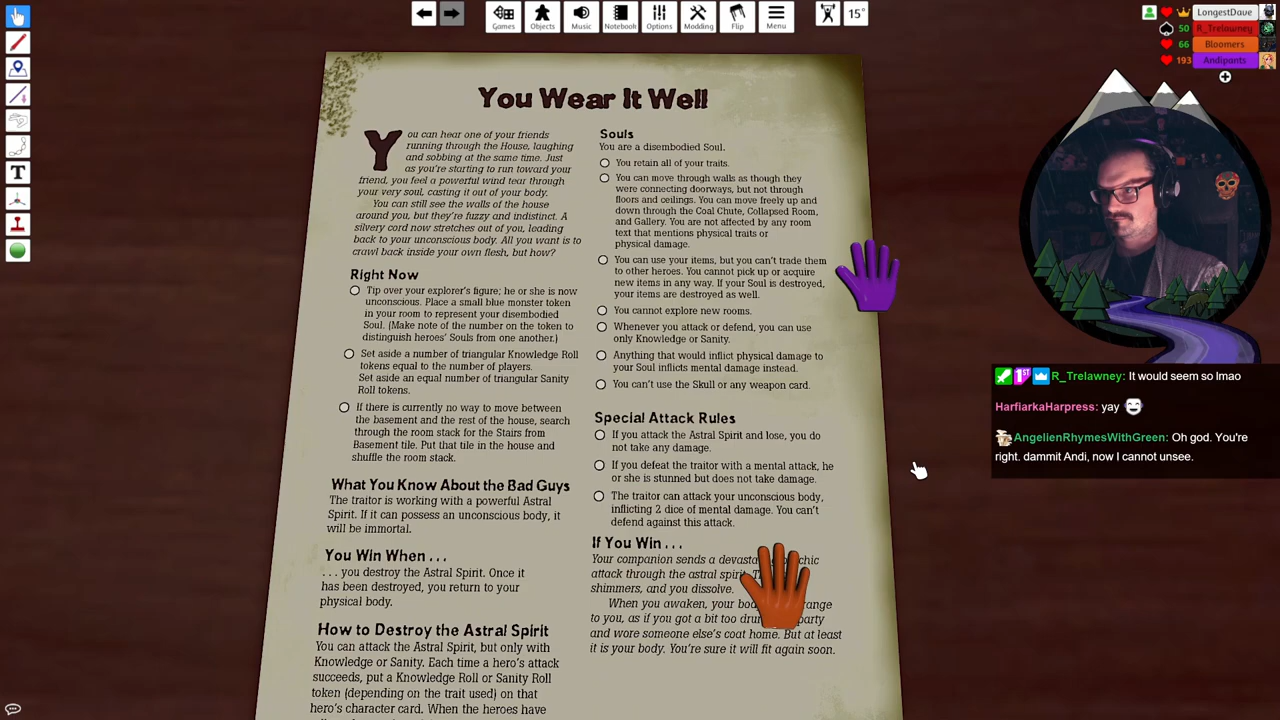 Games
Objects
Music
Notebook
Options
Modding
Flip
Menu
15°
LongestDave
50 R_Trelawney
66 Bloomers
193 Andipants
T
You Wear It Well
You can hear one of your friends
running through the House, laughing
and sobbing at the same time. Just
as you're starting to run toward your
friend, you feel a powerful wind tear through
your very soul, casting it out of your body.
You can still see the walls of the house
around you, but they're fuzzy and indistinct. A
silvery cord now stretches out of you, leading
back to your unconscious body. All you want is to
crawl back inside your own flesh, but how?
Right Now
Tip over your explorer's figure; he or she is now
unconscious. Place a small blue monster token
in your room to represent your disembodied
Soul. (Make note of the number on the token to
distinguish heroes' Souls from one another.)
Set aside a number of triangular Knowledge Roll
tokens equal to the number of players.
Set aside an equal number of triangular Sanity
Roll tokens.
If there is currently no way to move between
the basement and the rest of the house, search
through the room stack for the Stairs from
Basement tile. Put that tile in the house and
shuffle the room stack.
What You Know About the Bad Guys
The traitor is working with a powerful Astral
Spirit. If it can possess an unconscious body, it
will be immortal.
You Win When . . .
. . . you destroy the Astral Spirit. Once it
has been destroyed, you return to your
physical body.
How to Destroy the Astral Spirit
You can attack the Astral Spirit, but only with
Knowledge or Sanity. Each time a hero's attack
succeeds, put a Knowledge Roll or Sanity Roll
token (depending on the trait used) on that
hero's character card. When the heroes have
Souls
You are a disembodied Soul.
You retain all of your traits.
You can move through walls as though they
were connecting doorways, but not through
floors and ceilings. You can move freely up and
down through the Coal Chute, Collapsed Room,
and Gallery. You are not affected by any room
text that mentions physical traits or
physical damage.
You can use your items, but you can't trade them
to other heroes. You cannot pick up or acquire
new items in any way. If your Soul is destroyed,
your items are destroyed as well.
You cannot explore new rooms.
Whenever you attack or defend, you can use
only Knowledge or Sanity.
Anything that would inflict physical damage to
your Soul inflicts mental damage instead.
You can't use the Skull or any weapon card.
Special Attack Rules
If you attack the Astral Spirit and lose, you do
not take any damage.
If you defeat the traitor with a mental attack, he
or she is stunned but does not take damage.
The traitor can attack your unconscious body,
inflicting 2 dice of mental damage. You can't
defend against this attack.
If You Win . . .
Your companion sends a
attack through the astral spirit.
shimmers, and you dissolve.
When you awaken, your
to you, as if you got a bit too party
and wore someone else's coat home. But at least
it is your body. You're sure it will fit again soon.
1ST R_Trelawney: It would seem so lmao
HarfiarkaHarpress: yay
AngelienRhymesWithGreen: Oh god. You're
right. dammit Andi, now I cannot unsee.